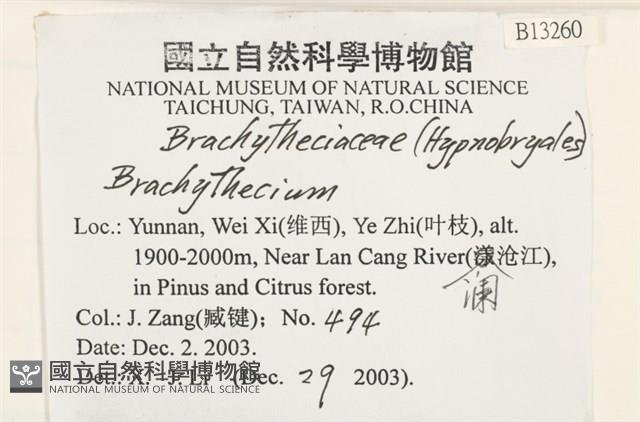 B13260
國立自然科學博物館
NATIONAL MUSEUM OF NATURAL SCIENCE
TAICHUNG, TAIWAN, R.O.CHINA
Brachytheciaceae (Hypnobryales)
Brachythecium
Loc.: Yunnan, Wei Xi(维西), Ye Zhi(叶枝), alt.
1900-2000m, Near Lan Cang River(漾沧江),
澜
in Pinus and Citrus forest.
Col.: J. Zang(臧键); No. 494
Date: Dec. 2. 2003.
國立自然科學博物館
Det.: X. -J. Li (Dec. 29 2003).
NATIONAL MUSEUM OF NATURAL SCIENCE